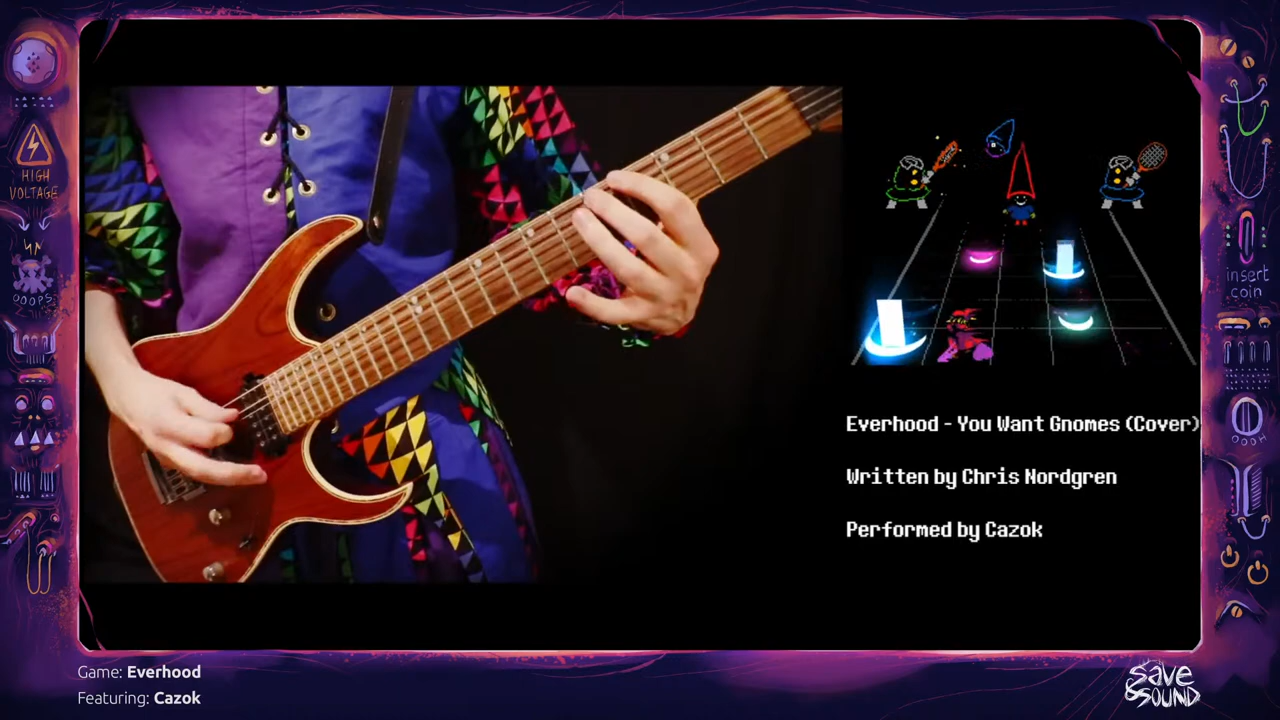 HIGH
VOLTAGE
OOOPS
insert
coin
OOOH
Everhood - You Want Gnomes (Cover)
Written by Chris Nordgren
Performed by Cazok
Game: Everhood
Featuring: Cazok
Save
& SOUND